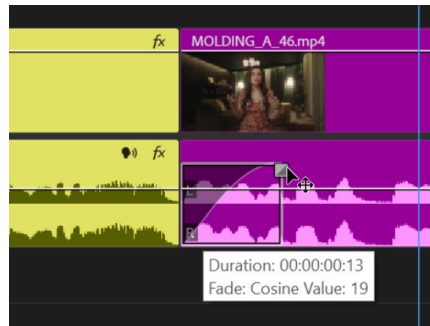 fx MOLDING_A_46.mp4
fx
L
R
Duration: 00:00:00:13
Fade: Cosine Value: 19